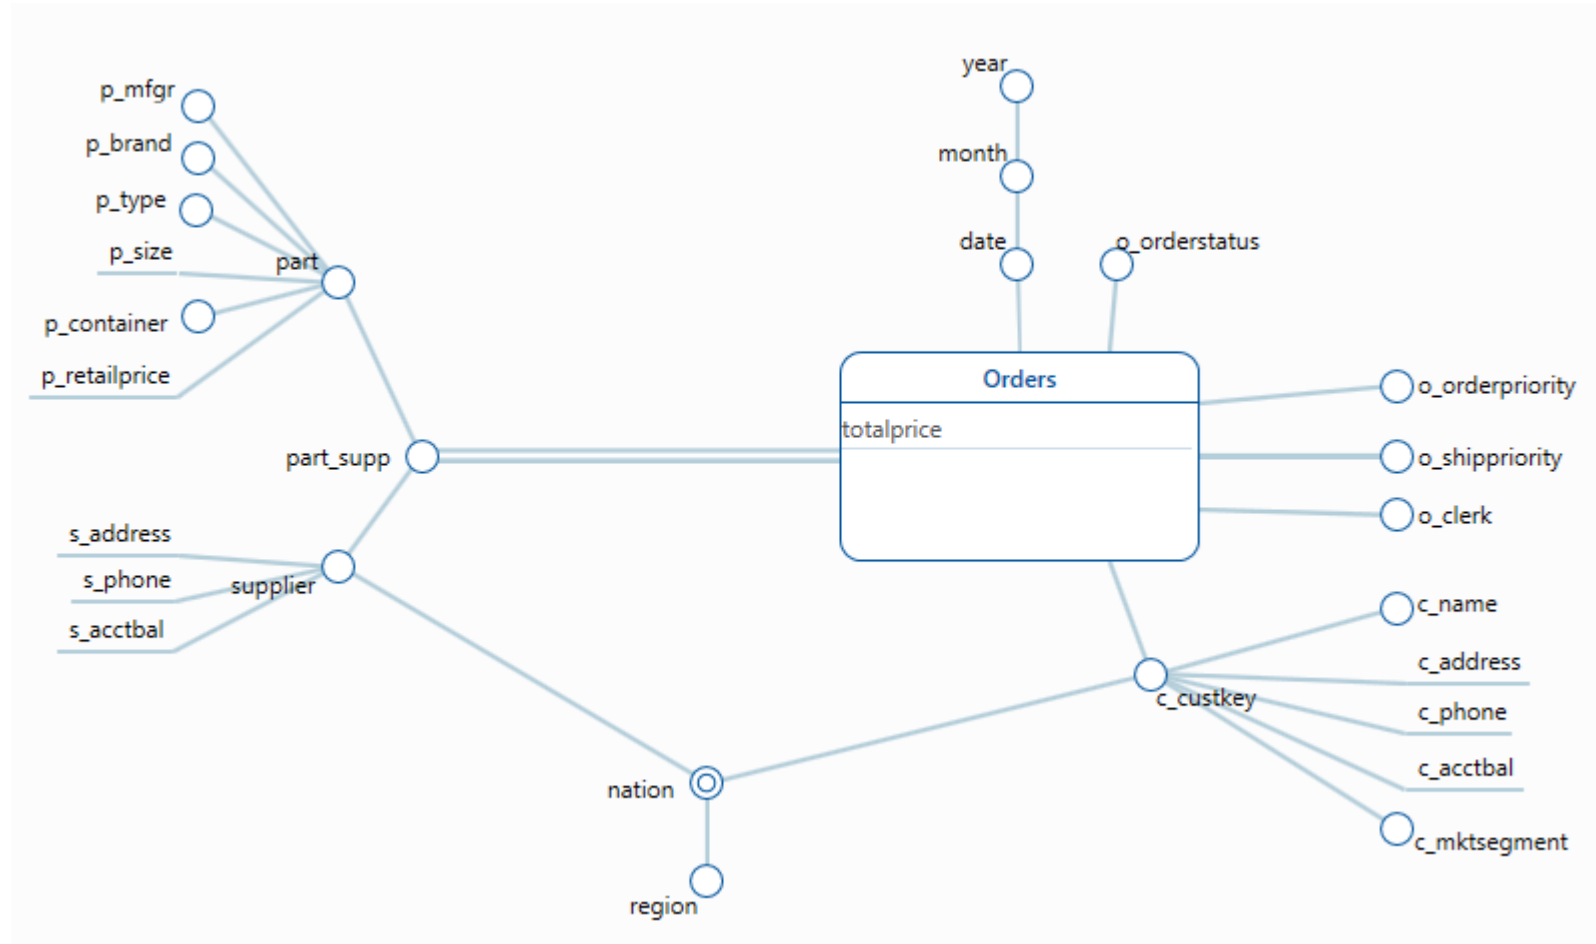 year
p_mfgr
p_brand
month
p_type
date
o_orderstatus
p_size
part
p_container
p_retailprice
Orders
o_orderpriority
totalprice
part_supp
o_shippriority
o_clerk
s_address
s_phone
supplier
s_acctbal
c_name
c_address
c_custkey
c_phone
c_acctbal
nation
c_mktsegment
region